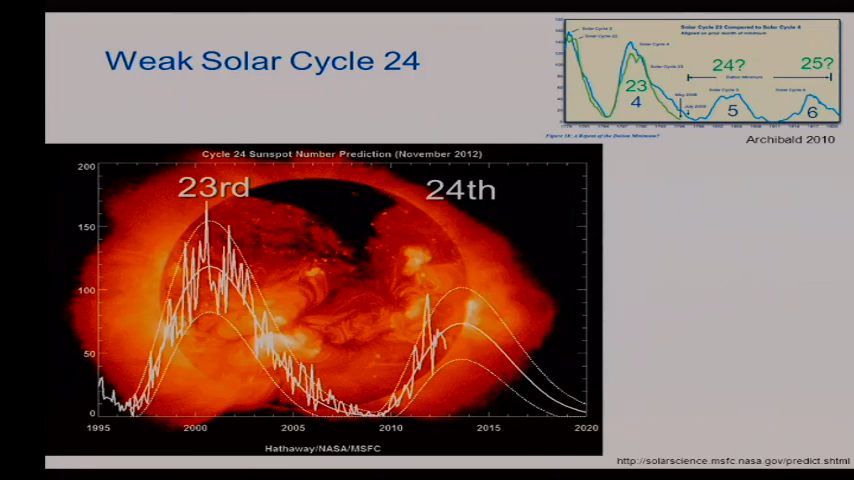 Weak Solar Cycle 24
Solar Cycle 23 Compared to Solar Cycle 4
24?
25?
23
4
5
6
Archibald 2010
Cycle 24 Sunspot Number Prediction (November 2012)
23rd
24th
200
150
100
50
0
1995
2000
2005
2010
2015
2020
Hathaway/NASA/MSFC
http://solarscience.msfc.nasa.gov/predict.shtml